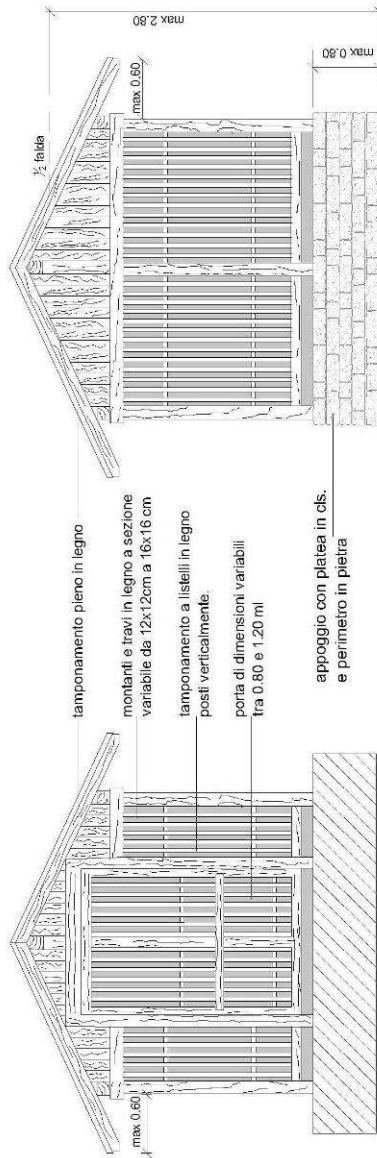 max 0.60
tamponamento pieno in legno
montanti e travi in legno a sezione
variabile da 12x12cm a 16x16 cm
tamponamento a listelli in legno
posti verticalmente.
porta di dimensioni variabili
tra 0.80 e 1.20 ml
appoggio con platea in cls.
e perimetro in pietra
½ falda
max 0.60
max 2.80
max 0.80